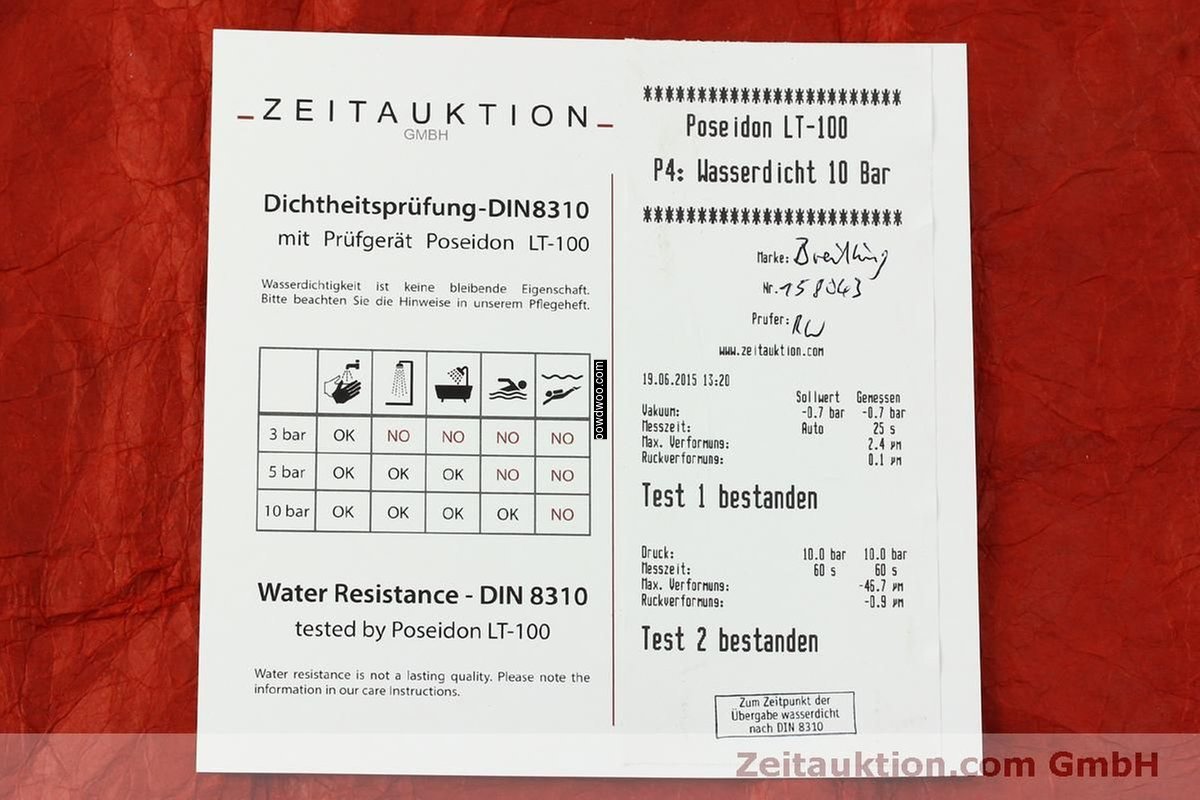 ZEITAUKTION
GMBH
Dichtheitsprüfung-DIN8310
mit Prüfgerät Poseidon LT-100
Wasserdichtigkeit ist keine bleibende Eigenschaft.
Bitte beachten Sie die Hinweise in unserem Pflegeheft.
3 bar OK NO NO NO NO
5 bar OK OK OK NO NO
10 bar OK OK OK OK NO
Water Resistance - DIN 8310
tested by Poseidon LT-100
Water resistance is not a lasting quality. Please note the
information in our care Instructions.
powdwoo.com
************************
Poseidon LT-100
P4: Wasserdicht 10 Bar
************************
Marke: Breitling
Nr. 158043
Prufer: RW
www.zeitauktion.com
19.06.2015 13:20
Sollwert Gemessen
Vakuum: -0.7 bar -0.7 bar
Messzeit: Auto 25 s
Max. Verformung: 2.4 µm
Ruckverformung: 0.1 µm
Test 1 bestanden
Druck: 10.0 bar 10.0 bar
Messzeit: 60 s 60 s
Max. Verformung: -46.7 µm
Ruckverformung: -0.9 µm
Test 2 bestanden
Zum Zeitpunkt der
Übergabe wasserdicht
nach DIN 8310
Zeitauktion.com GmbH